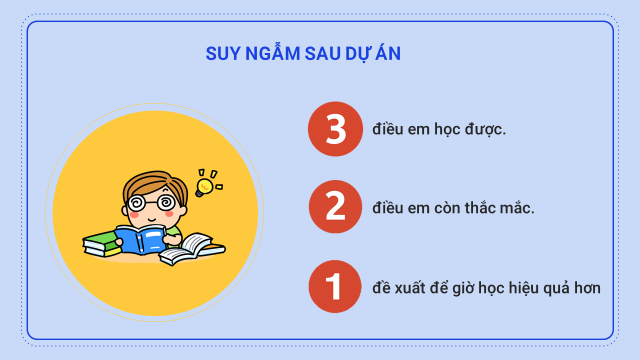 SUY NGẪM SAU DỰ ÁN
3 điều em học được.
2 điều em còn thắc mắc.
1 đề xuất để giờ học hiệu quả hơn